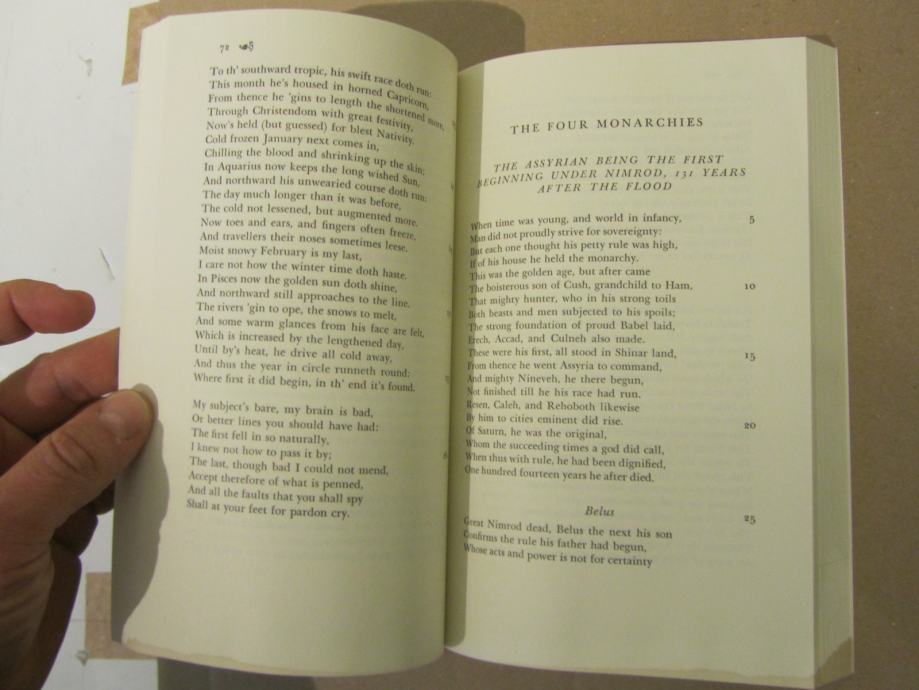 72
To th' southward tropic, his swift race doth run:
This month he's housed in horned Capricorn,
From thence he 'gins to length the shortened morn,
Through Christendom with great festivity,
Now's held (but guessed) for blest Nativity.
Cold frozen January next comes in,
Chilling the blood and shrinking up the skin;
In Aquarius now keeps the long wished Sun,
And northward his unwearied course doth run:
The day much longer than it was before,
The cold not lessened, but augmented more.
Now toes and ears, and fingers often freeze,
And travellers their noses sometimes leese.
Moist snowy February is my last,
I care not how the winter time doth haste.
In Pisces now the golden sun doth shine,
And northward still approaches to the line.
The rivers 'gin to ope, the snows to melt,
And some warm glances from his face are felt,
Which is increased by the lengthened day,
Until by's heat, he drive all cold away,
And thus the year in circle runneth round:
Where first it did begin, in th' end it's found.
My subject's bare, my brain is bad,
Or better lines you should have had:
The first fell in so naturally,
I knew not how to pass it by;
The last, though bad I could not mend,
Accept therefore of what is penned,
And all the faults that you shall spy
Shall at your feet for pardon cry.
THE FOUR MONARCHIES
THE ASSYRIAN BEING THE FIRST
BEGINNING UNDER NIMROD, 131 YEARS
AFTER THE FLOOD
When time was young, and world in infancy, 5
Man did not proudly strive for sovereignty:
But each one thought his petty rule was high,
If of his house he held the monarchy.
This was the golden age, but after came
The boisterous son of Cush, grandchild to Ham, 10
That mighty hunter, who in his strong toils
Both beasts and men subjected to his spoils;
The strong foundation of proud Babel laid,
Erech, Accad, and Culneh also made.
These were his first, all stood in Shinar land, 15
From thence he went Assyria to command,
And mighty Nineveh, he there begun,
Not finished till he his race had run.
Resen, Caleh, and Rehoboth likewise
By him to cities eminent did rise.
Of Saturn, he was the original, 20
Whom the succeeding times a god did call,
When thus with rule, he had been dignified,
One hundred fourteen years he after died.
Belus
Great Nimrod dead, Belus the next his son 25
Confirms the rule his father had begun,
Whose acts and power is not for certainty